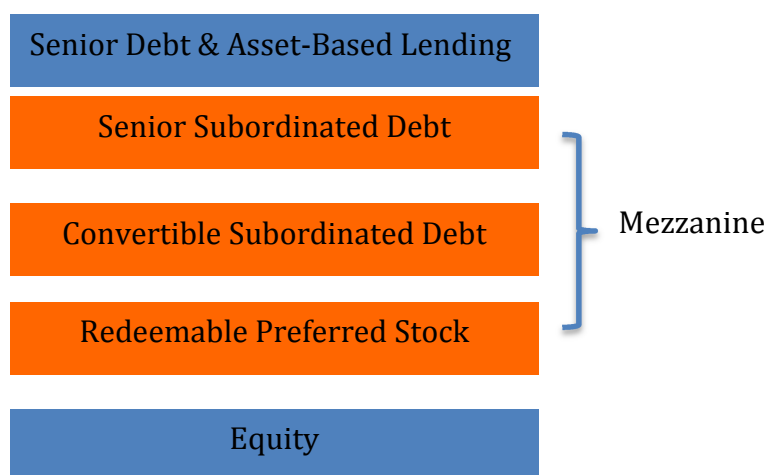 Senior Debt & Asset-Based Lending
Senior Subordinated Debt
Convertible Subordinated Debt
Mezzanine
Redeemable Preferred Stock
Equity